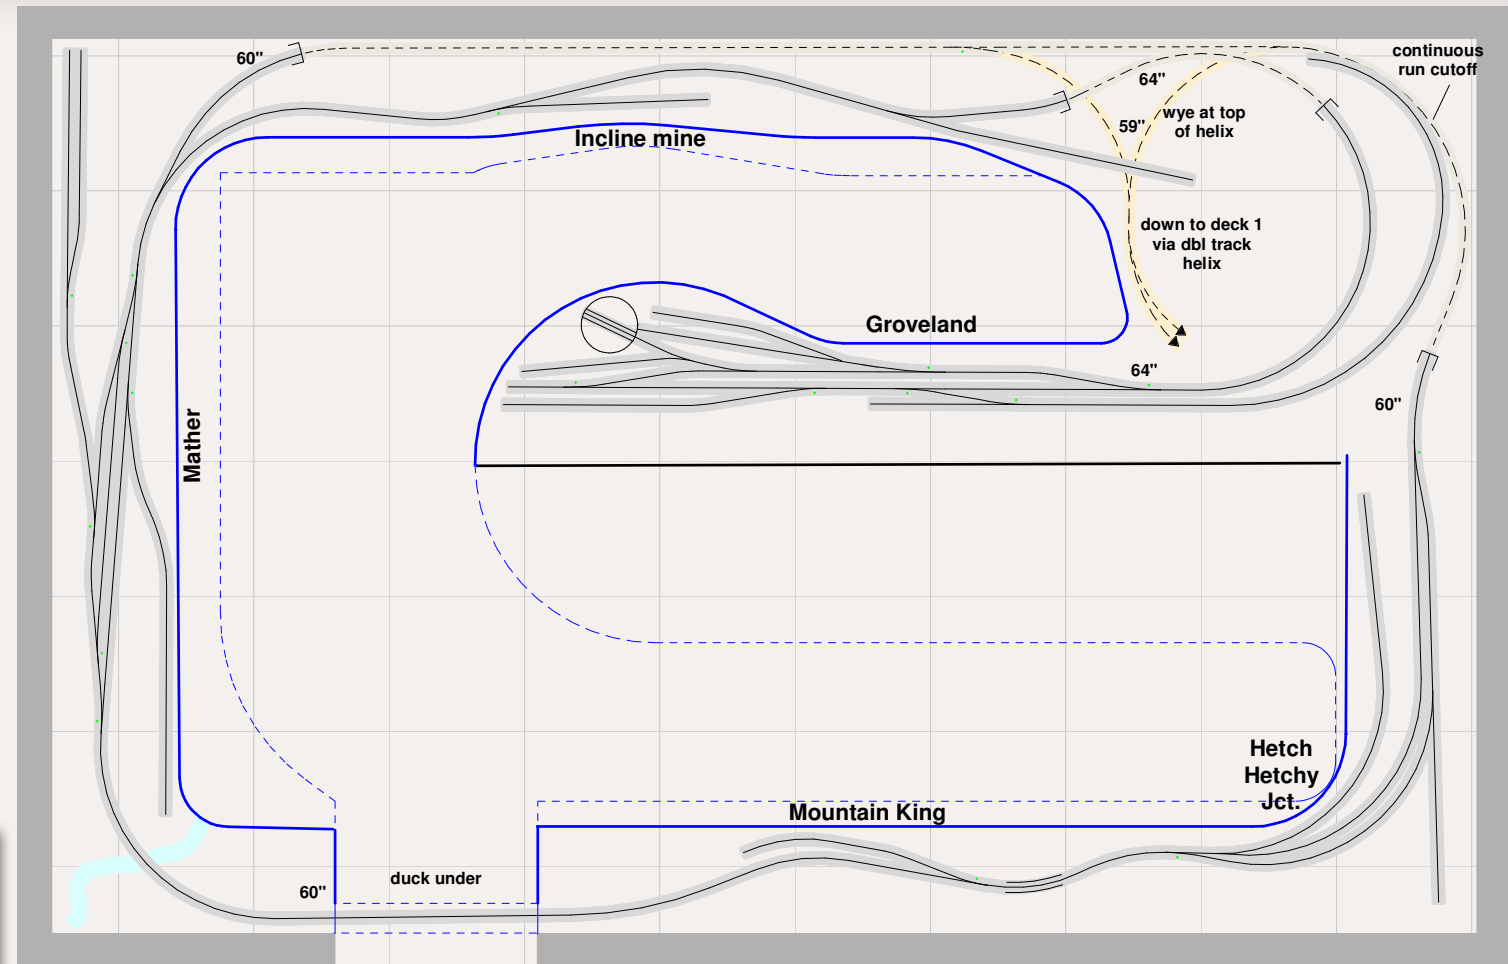 continuous
run cutoff
60"
64"
wye at top
of helix
59"
Incline mine
down to deck 1
via dbl track
helix
Groveland
64"
60"
Mather
Hetch
Hetchy
Jct.
Mountain King
duck under
60"